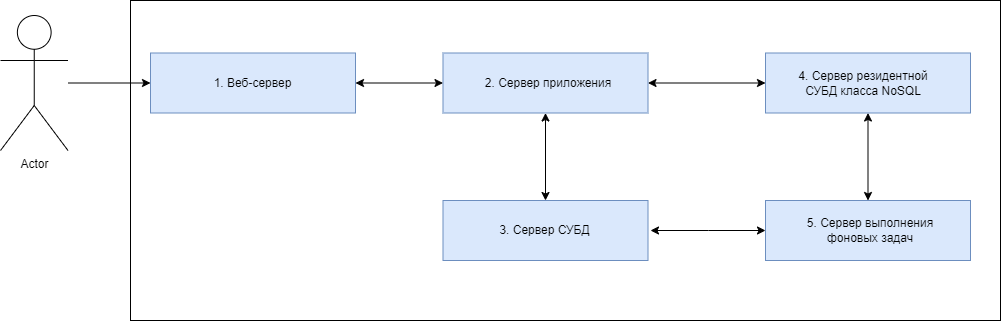 1. Веб-сервер
2. Сервер приложения
4. Сервер резидентной
СУБД класса NoSQL
Actor
3. Сервер СУБД
5. Сервер выполнения
фоновых задач